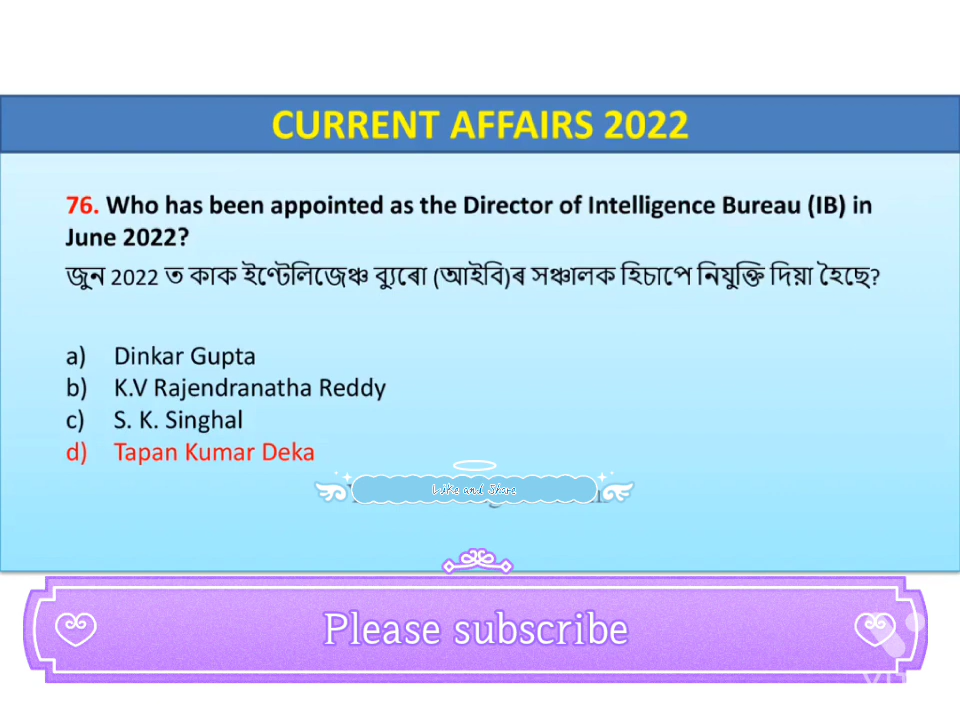 CURRENT AFFAIRS 2022
76. Who has been appointed as the Director of Intelligence Bureau (IB) in
June 2022?
জুন 2022 ত কাক ইণ্টেলিজেঞ্চ ব্যুৰো (আইবি)ৰ সঞ্চালক হিচাপে নিযুক্তি দিয়া হৈছে?
a) Dinkar Gupta
b) K.V Rajendranatha Reddy
c) S. K. Singhal
d) Tapan Kumar Deka
Like and Share
Please subscribe